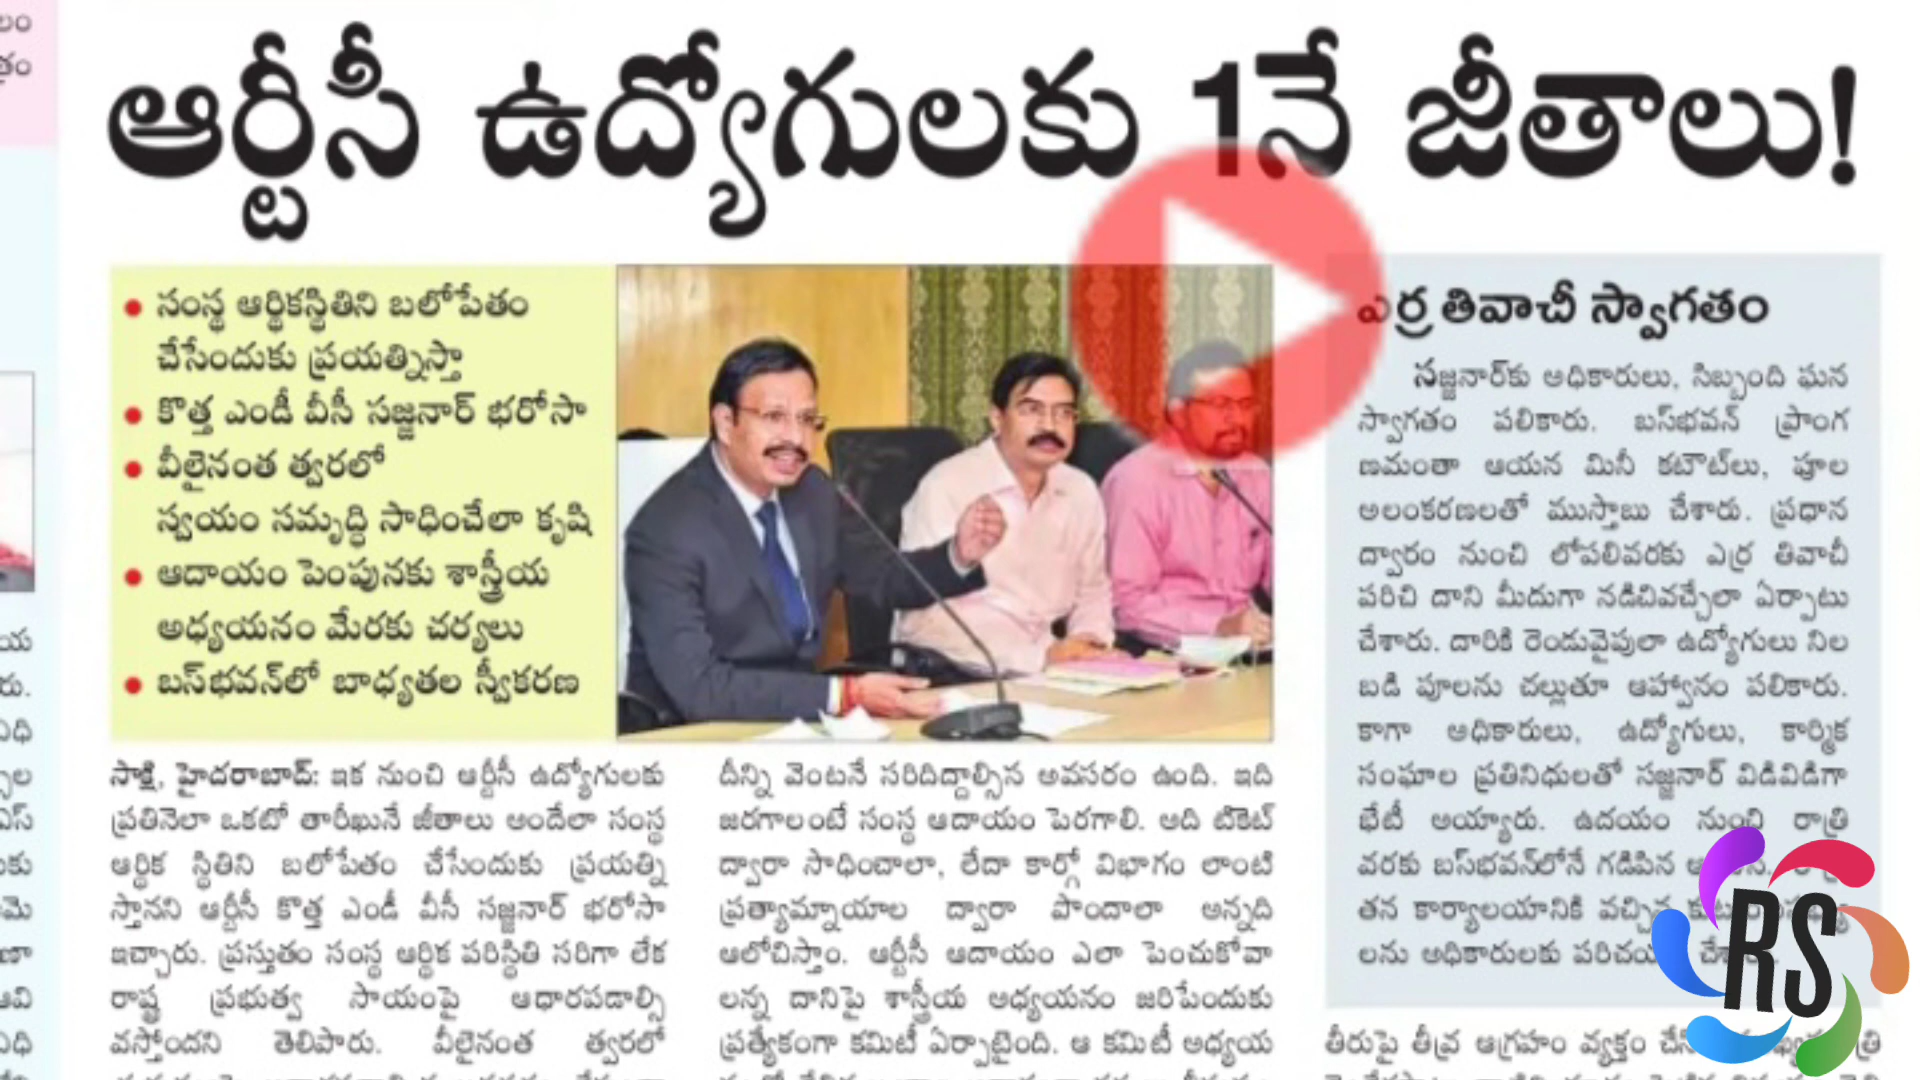 ఆర్టీసీ ఉద్యోగులకు 1నే జీతాలు!
సంస్థ ఆర్థికస్థితిని బలోపేతం
చేసేందుకు ప్రయత్నిస్తా
కొత్త ఎండీ వీసీ సజ్జనార్ భరోసా
వీలైనంత త్వరలో
స్వయం సమృద్ధి సాధించేలా కృషి
ఆదాయం పెంపునకు శాస్త్రీయ
అధ్యయనం మేరకు చర్యలు
బస్‌భవన్‌లో బాధ్యతల స్వీకరణ
సాక్షి, హైదరాబాద్: ఇక నుంచి ఆర్టీసీ ఉద్యోగులకు
ప్రతినెలా ఒకటో తారీఖునే జీతాలు అందేలా సంస్థ
ఆర్థిక స్థితిని బలోపేతం చేసేందుకు ప్రయత్ని
స్తానని ఆర్టీసీ కొత్త ఎండీ వీసీ సజ్జనార్ భరోసా
ఇచ్చారు. ప్రస్తుతం సంస్థ ఆర్థిక పరిస్థితి సరిగా లేక
రాష్ట్ర ప్రభుత్వ సాయంపై ఆధారపడాల్సి
వస్తోందని తెలిపారు. వీలైనంత త్వరలో
దీన్ని వెంటనే సరిదిద్దాల్సిన అవసరం ఉంది. ఇది
జరగాలంటే సంస్థ ఆదాయం పెరగాలి. అది టికెట్
ద్వారా సాధించాలా, లేదా కార్గో విభాగం లాంటి
ప్రత్యామ్నాయాల ద్వారా పొందాలా అన్నది
ఆలోచిస్తాం. ఆర్టీసీ ఆదాయం ఎలా పెంచుకోవా
లన్న దానిపై శాస్త్రీయ అధ్యయనం జరిపేందుకు
ప్రత్యేకంగా కమిటీ ఏర్పాటైంది. ఆ కమిటీ అధ్యయ
ఎర్ర తివాచీ స్వాగతం
సజ్జనార్‌కు అధికారులు, సిబ్బంది ఘన
స్వాగతం పలికారు. బస్‌భవన్ ప్రాంగ
ణమంతా ఆయన మినీ కటౌట్‌లు, పూల
అలంకరణలతో ముస్తాబు చేశారు. ప్రధాన
ద్వారం నుంచి లోపలివరకు ఎర్ర తివాచీ
పరిచి దాని మీదుగా నడిచివచ్చేలా ఏర్పాటు
చేశారు. దారికి రెండువైపులా ఉద్యోగులు నిల
బడి పూలను చల్లుతూ ఆహ్వానం పలికారు.
కాగా అధికారులు, ఉద్యోగులు, కార్మిక
సంఘాల ప్రతినిధులతో సజ్జనార్ విడివిడిగా
భేటీ అయ్యారు. ఉదయం నుంచి రాత్రి
వరకు బస్‌భవన్‌లోనే గడిపిన
తన కార్యాలయానికి వచ్చిన
లను అధికారులకు
తీరుపై తీవ్ర ఆగ్రహం వ్యక్తం
RS